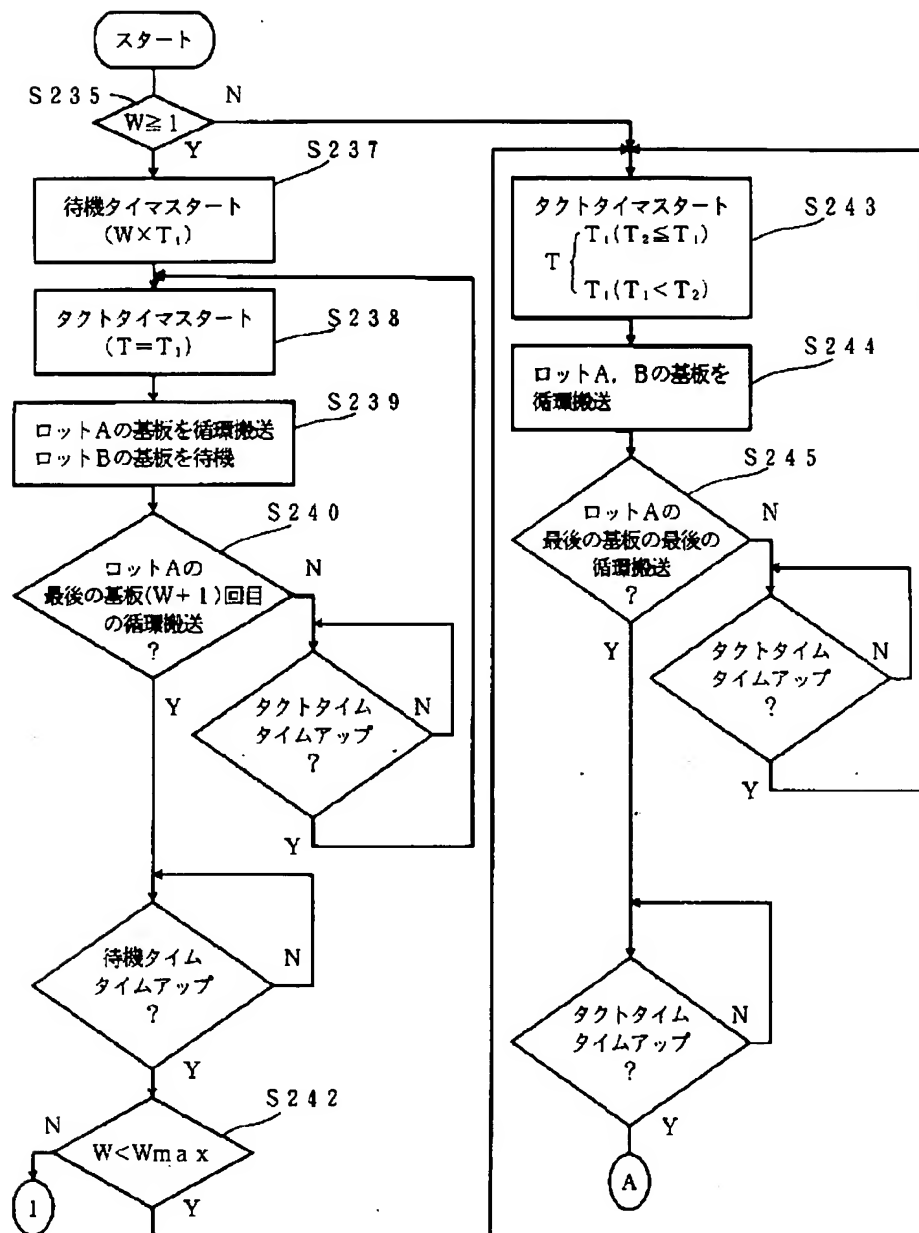 スタート
S235
W≧1
N
Y
S237
待機タイマスタート
(W×T₁)
タクトタイマスタート
(T=T₁)
S238
ロットAの基板を循環搬送
ロットBの基板を待機
S239
S240
ロットAの
最後の基板(W+1)回目
の循環搬送
?
N
Y
タクトタイム
タイムアップ
?
N
Y
待機タイム
タイムアップ
?
N
Y
S242
W<Wmax
N
Y
1
タクトタイマスタート
T
T₁(T₂≦T₁)
T₁(T₁<T₂)
S243
S244
ロットA，Bの基板を
循環搬送
S245
ロットAの
最後の基板の最後の
循環搬送
?
N
Y
タクトタイム
タイムアップ
?
N
Y
タクトタイム
タイムアップ
?
N
Y
A